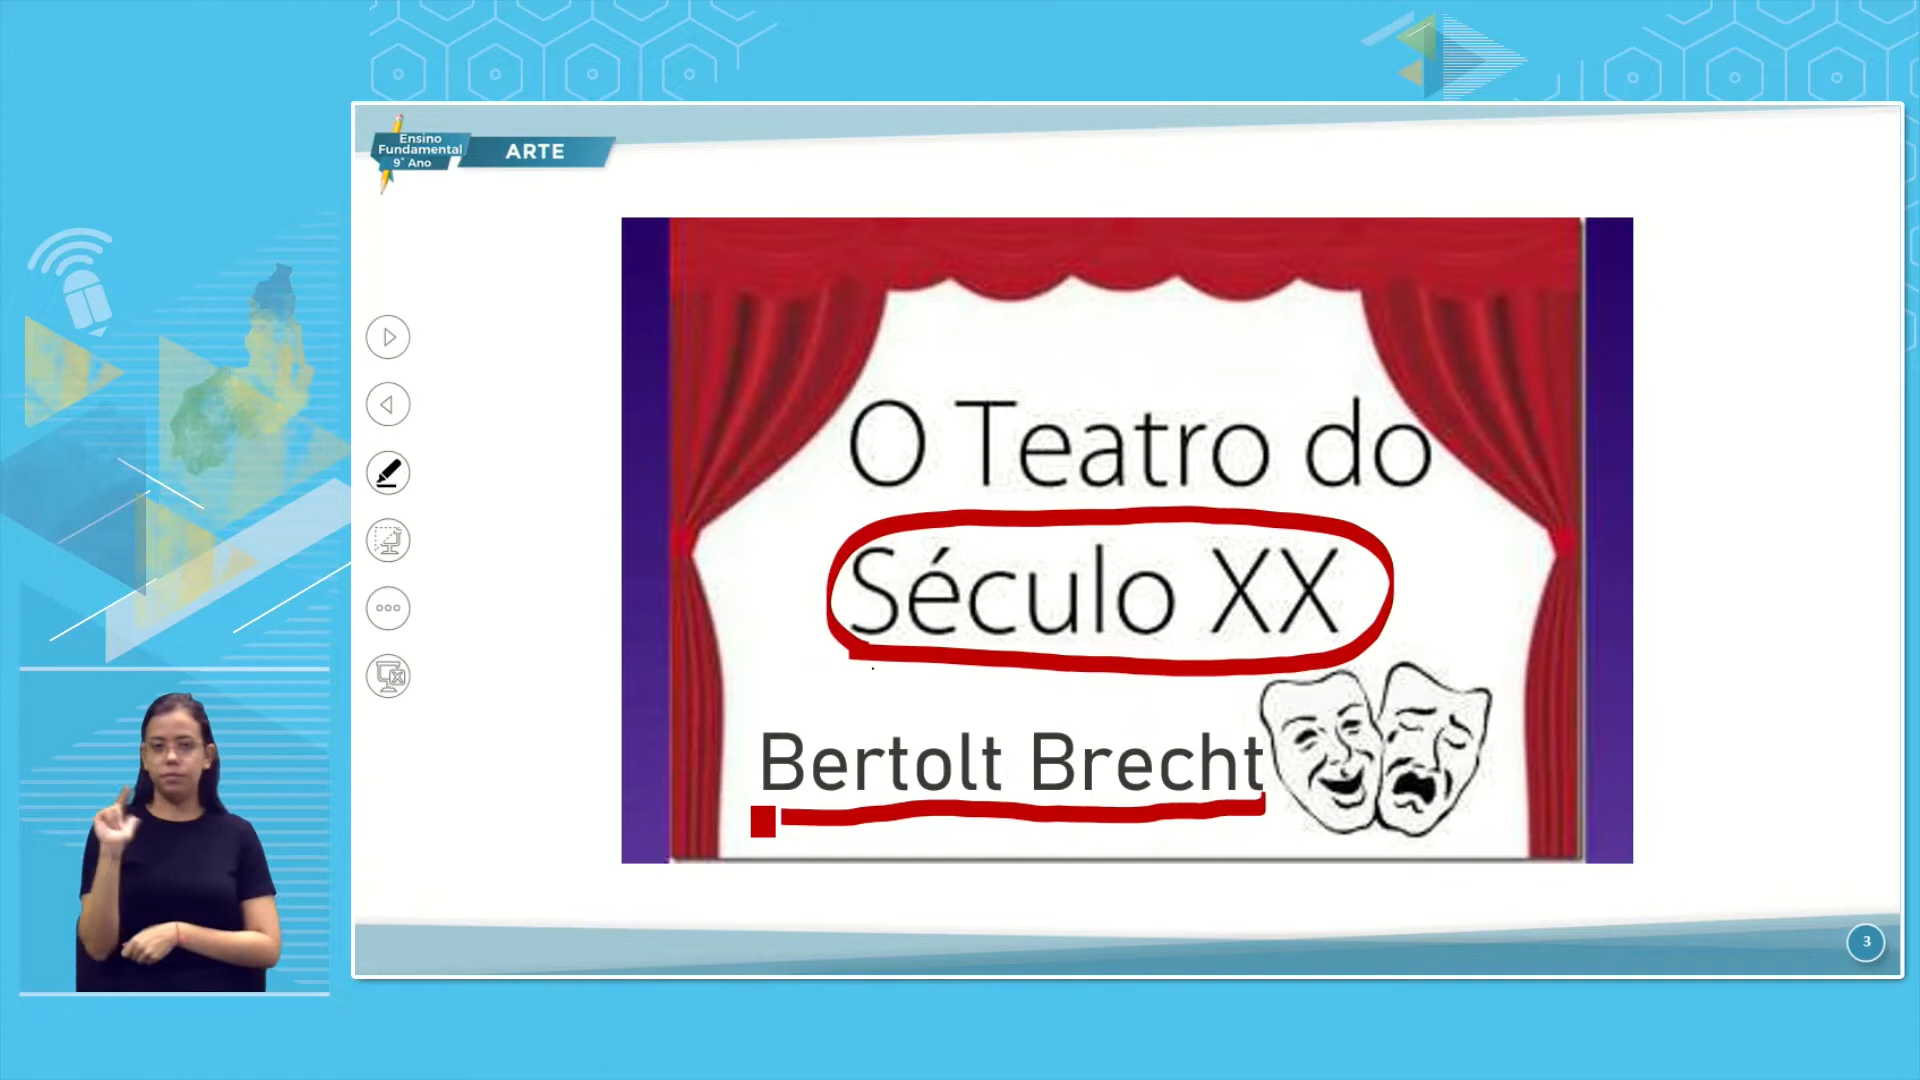 Ensino
Fundamental
9° Ano
ARTE
O Teatro do
Século XX
Bertolt Brecht
3